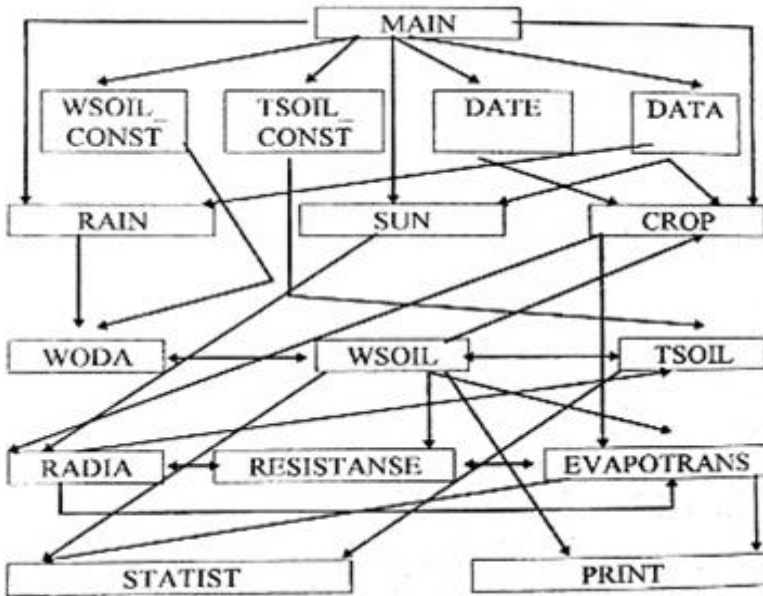 MAIN
WSOIL_
CONST
TSOIL_
CONST
DATE
DATA
RAIN
SUN
CROP
WODA
WSOIL
TSOIL
RADIA
RESISTANSE
EVAPOTRANS
STATIST
PRINT